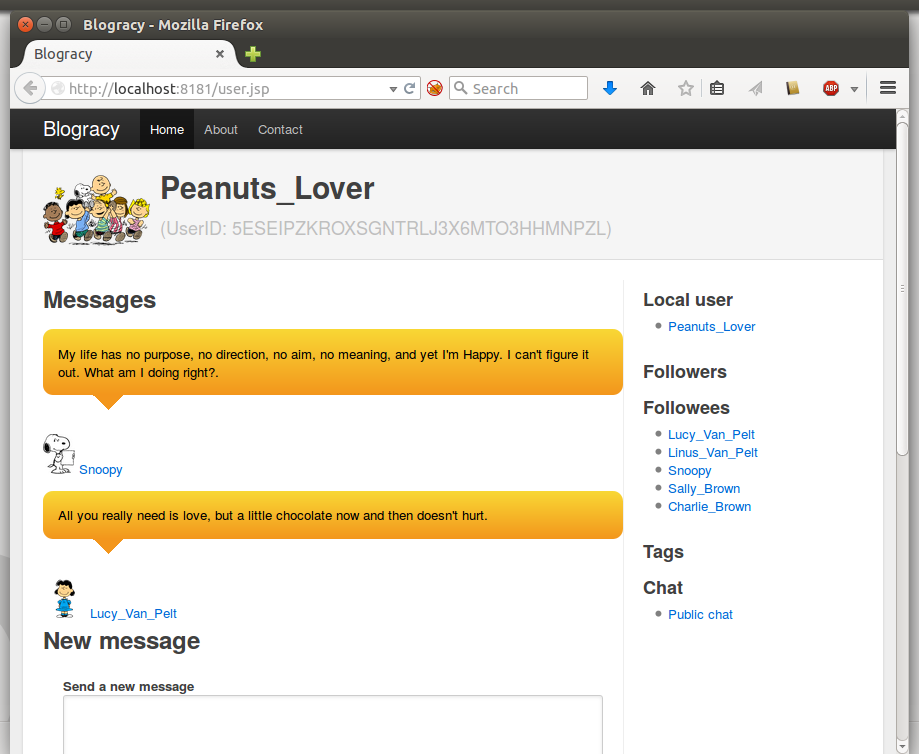 Blogracy - Mozilla Firefox
Blogracy
http://localhost:8181/user.jsp
Search
ABP
Blogracy Home About Contact
Peanuts_Lover
(UserID: 5ESEIPZKROXSGNTRLJ3X6MTO3HHMNPZL)
Messages
My life has no purpose, no direction, no aim, no meaning, and yet I'm Happy. I can't figure it
out. What am I doing right?.
Snoopy
All you really need is love, but a little chocolate now and then doesn't hurt.
Lucy_Van_Pelt
New message
Send a new message
Local user
Peanuts_Lover
Followers
Followees
Lucy_Van_Pelt
Linus_Van_Pelt
Snoopy
Sally_Brown
Charlie_Brown
Tags
Chat
Public chat